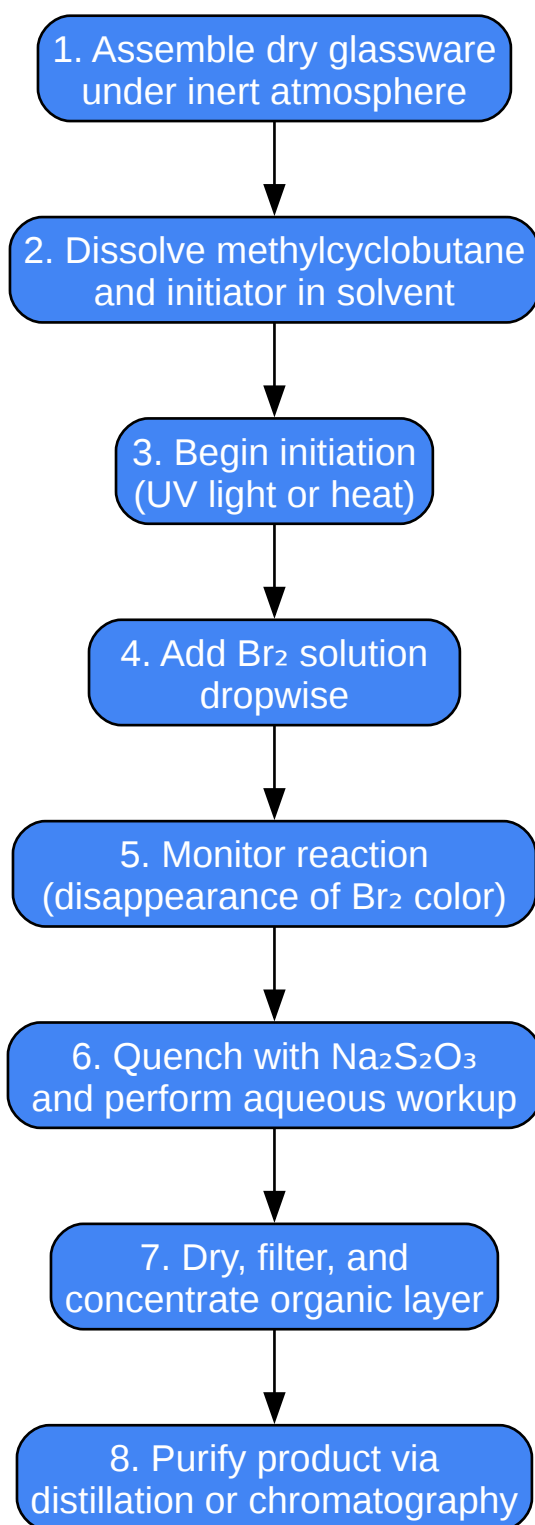 1. Assemble dry glassware
under inert atmosphere
2. Dissolve methylcyclobutane
and initiator in solvent
3. Begin initiation
(UV light or heat)
4. Add Br₂ solution
dropwise
5. Monitor reaction
(disappearance of Br₂ color)
6. Quench with Na₂S₂O₃
and perform aqueous workup
7. Dry, filter, and
concentrate organic layer
8. Purify product via
distillation or chromatography